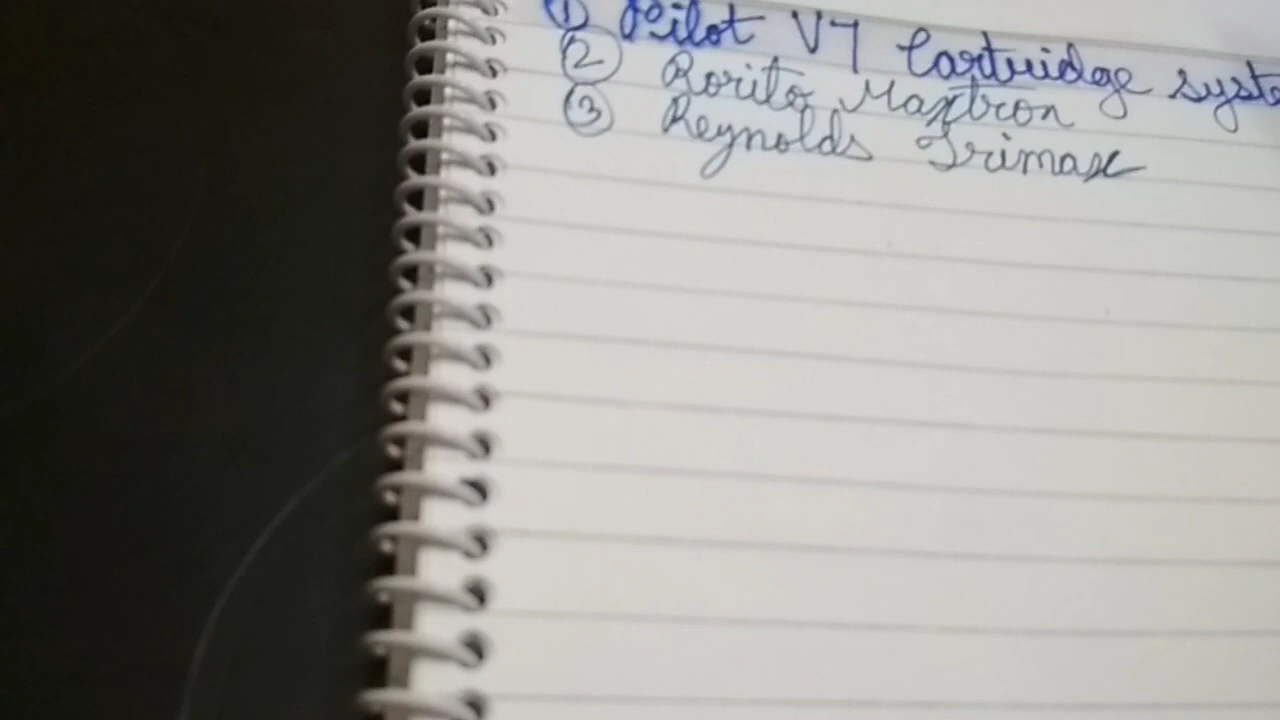 ① Pilot V7 Cartridge syste
② Rorito Maxtron
③ Reynolds Trimax